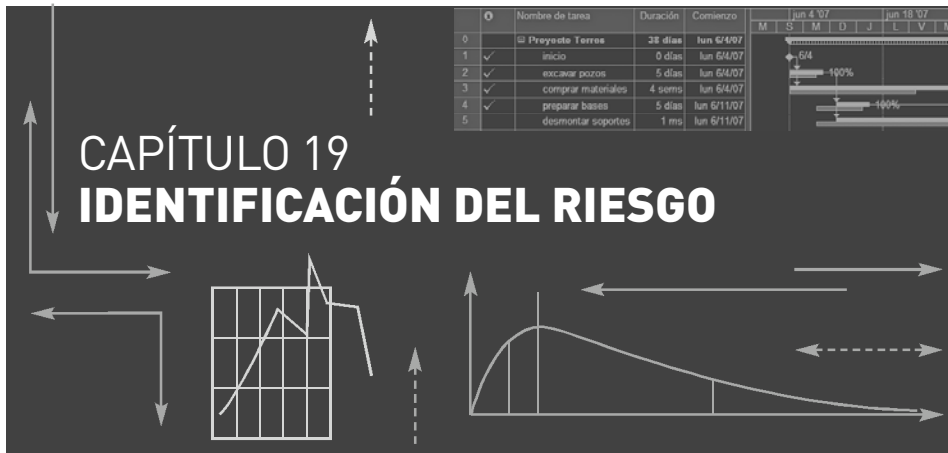 Nombre de tarea Duración Comienzo jun 4 '07 jun 18 '07
M S M D J L V
0 Proyecto Torres 38 días lun 6/4/07
1 inicio 0 días lun 6/4/07 6/4
2 excavar pozos 5 días lun 6/4/07 100%
3 comprar materiales 4 sems lun 6/4/07
4 preparar bases 5 días lun 6/11/07 100%
5 desmontar soportes 1 ms lun 6/11/07
CAPÍTULO 19
IDENTIFICACIÓN DEL RIESGO